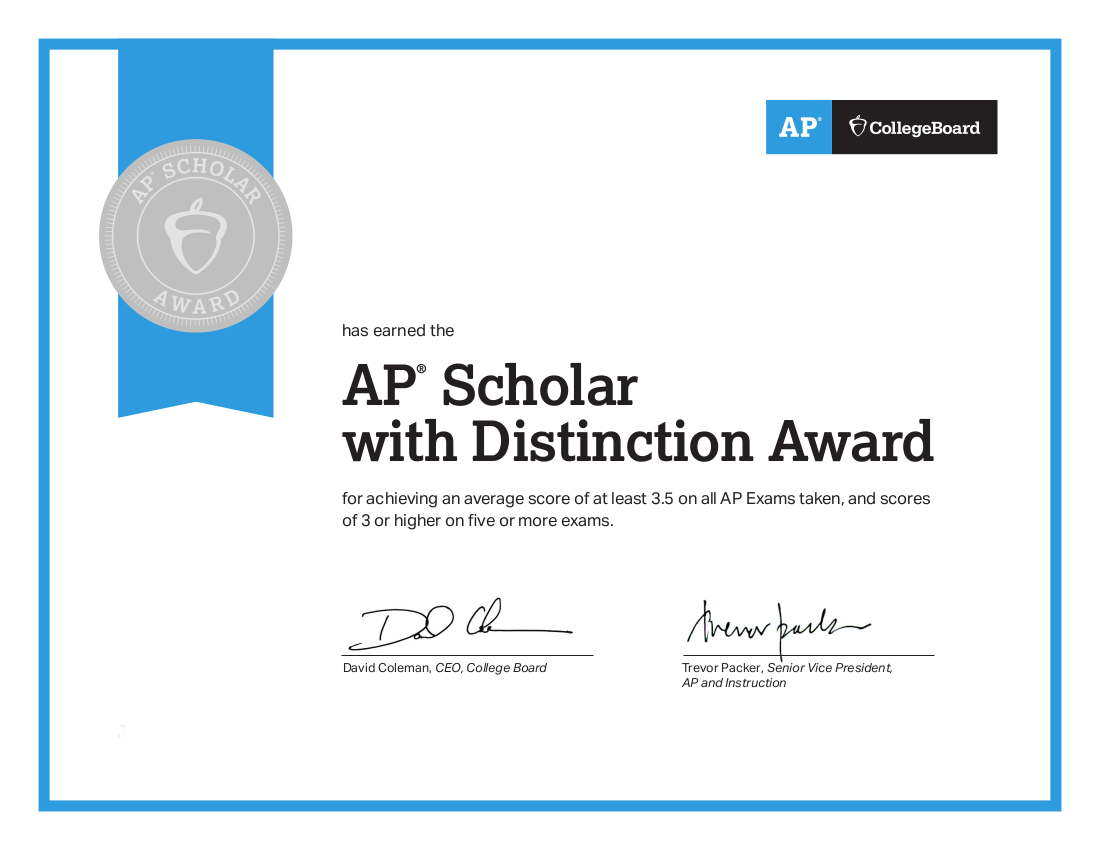 AP® SCHOLAR
AWARD
AP® CollegeBoard
has earned the
AP® Scholar
with Distinction Award
for achieving an average score of at least 3.5 on all AP Exams taken, and scores
of 3 or higher on five or more exams.
David Coleman, CEO, College Board
Trevor Packer
Trevor Packer, Senior Vice President,
AP and Instruction